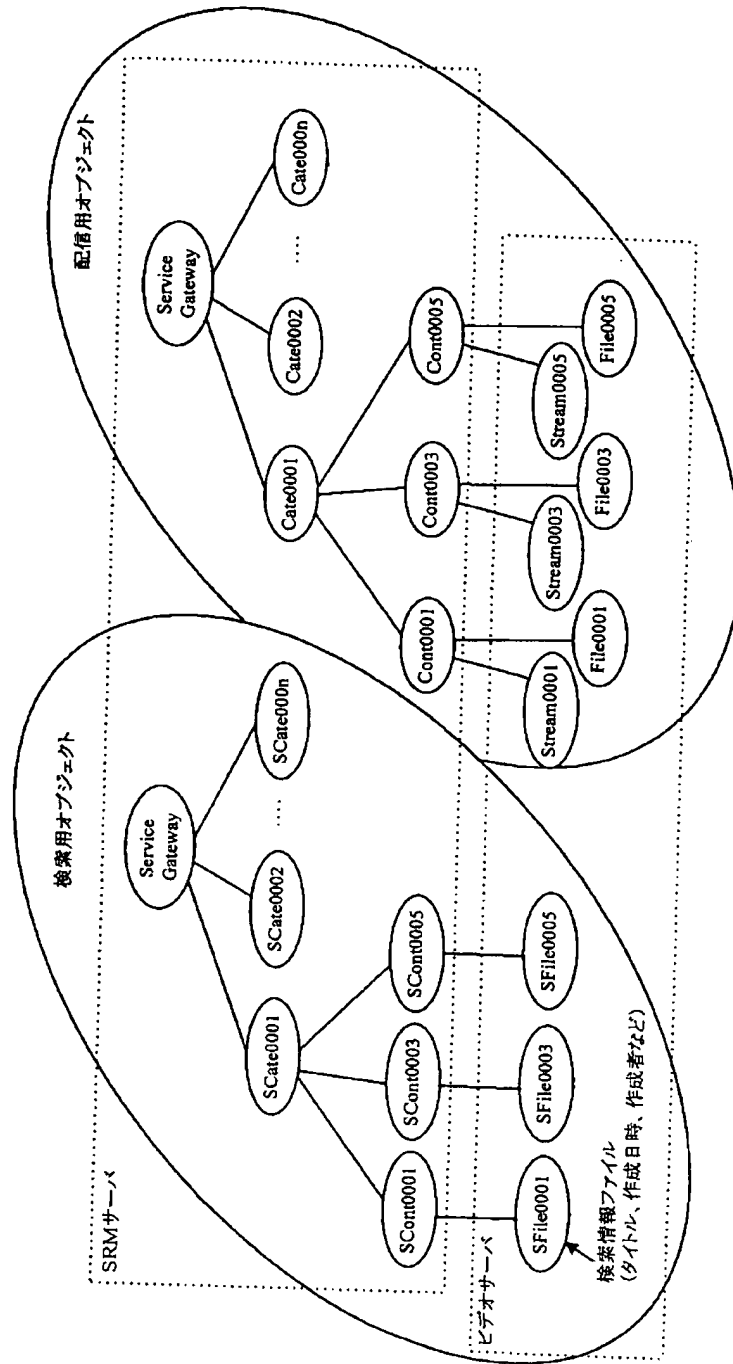 検索用オブジェクト
配信用オブジェクト
SRMサーバ
Service
Gateway
SCate0001
SCate0002
......
SCate000n
SCont0001
SCont0003
SCont0005
ビデオサーバ
SFile0001
SFile0003
SFile0005
検索情報ファイル
(タイトル、作成日時、作成者など)
Service
Gateway
Cate0001
Cate0002
......
Cate000n
Cont0001
Cont0003
Cont0005
Stream0001
File0001
Stream0003
File0003
Stream0005
File0005